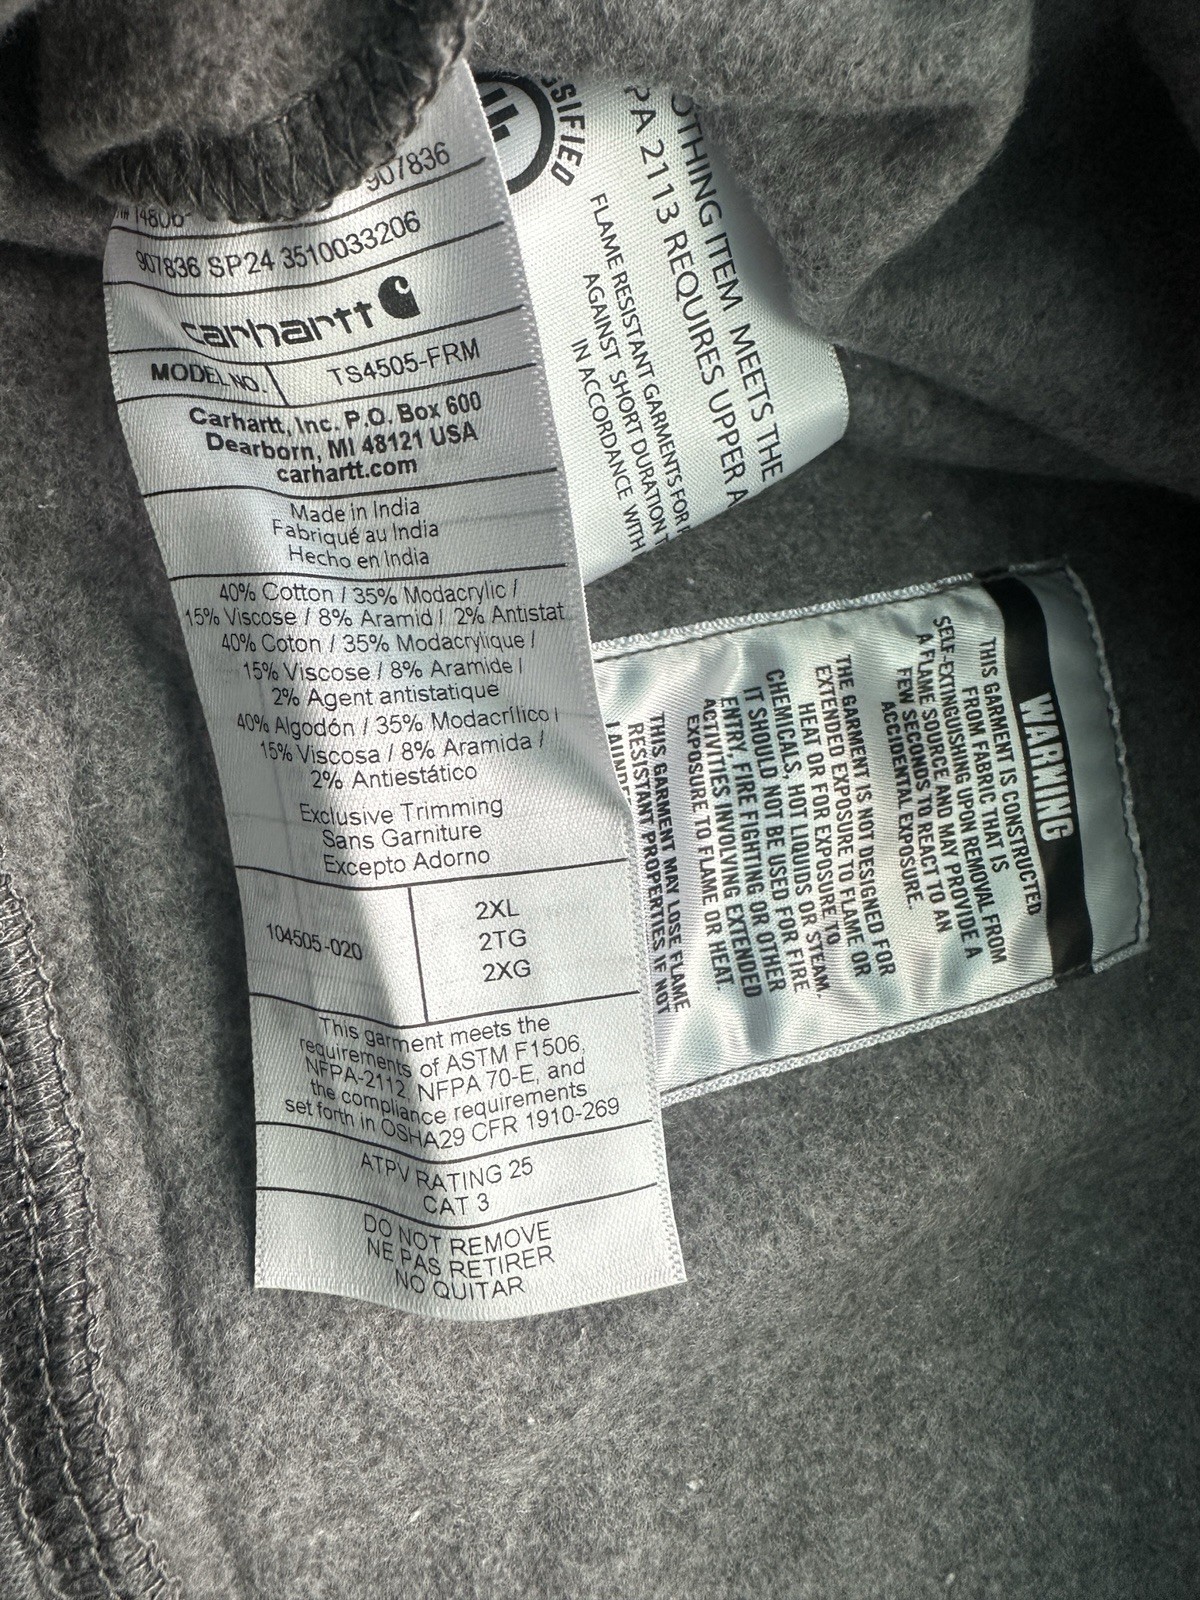 907836
907836 SP24 3510033206
carhartt
MODEL NO. TS4505-FRM
Carhartt, Inc. P.O. Box 600
Dearborn, MI 48121 USA
carhartt.com
Made in India
Fabriqué au India
Hecho en India
40% Cotton / 35% Modacrylic /
15% Viscose / 8% Aramid / 2% Antistat
40% Coton / 35% Modacrylique /
15% Viscose / 8% Aramide /
2% Agent antistatique
40% Algodón / 35% Modacrílico /
15% Viscosa / 8% Aramida /
2% Antiestático
Exclusive Trimming
Sans Garniture
Excepto Adorno
104505-020
2XL
2TG
2XG
This garment meets the
requirements of ASTM F1506,
NFPA-2112, NFPA 70-E, and
the compliance requirements
set forth in OSHA29 CFR 1910-269
ATPV RATING 25
CAT 3
DO NOT REMOVE
NE PAS RETIRER
NO QUITAR
ITEM MEETS THE
2113 REQUIRES UPPER
FLAME RESISTANT GARMENTS FOR
AGAINST SHORT DURATION
IN ACCORDANCE WITH
WARNING
THIS GARMENT IS CONSTRUCTED
FROM FABRIC THAT IS
SELF-EXTINGUISHING UPON REMOVAL FROM
A FLAME SOURCE AND MAY PROVIDE A
FEW SECONDS TO REACT TO AN
ACCIDENTAL EXPOSURE.
THE GARMENT IS NOT DESIGNED FOR
EXTENDED EXPOSURE TO FLAME OR
HEAT OR FOR EXPOSURE TO
CHEMICALS, HOT LIQUIDS OR STEAM.
IT SHOULD NOT BE USED FOR FIRE
ENTRY, FIRE FIGHTING OR OTHER
ACTIVITIES INVOLVING EXTENDED
EXPOSURE TO FLAME OR HEAT.
THIS GARMENT MAY LOSE FLAME
RESISTANT PROPERTIES IF NOT